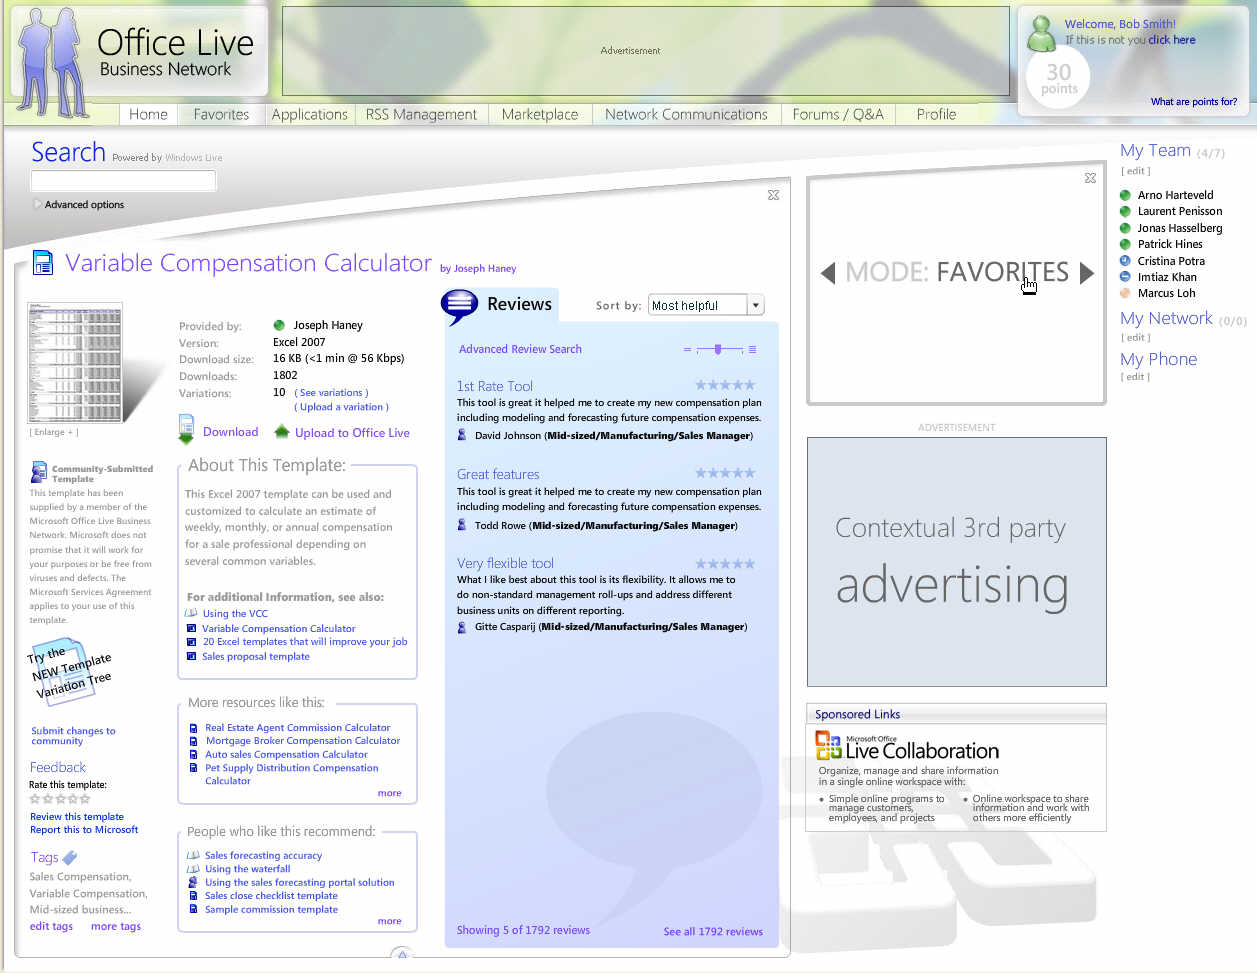 Office Live
Business Network
Advertisement
Welcome, Bob Smith!
If this is not you click here
30
points
What are points for?
Home
Favorites
Applications
RSS Management
Marketplace
Network Communications
Forums / Q&A
Profile
Search Powered by Windows Live
Advanced options
Variable Compensation Calculator by Joseph Haney
[ Enlarge + ]
Provided by: Joseph Haney
Version: Excel 2007
Download size: 16 KB (<1 min @ 56 Kbps)
Downloads: 1802
Variations: 10 ( See variations )
( Upload a variation )
Download
Upload to Office Live
Community-Submitted
Template
This template has been
supplied by a member of the
Microsoft Office Live Business
Network. Microsoft does not
promise that it will work for
your purposes or be free from
viruses and defects. The
Microsoft Services Agreement
applies to your use of this
template.
Try the
NEW Template
Variation Tree
Submit changes to
community
Feedback
Rate this template:
Review this template
Report this to Microsoft
Tags
Sales Compensation,
Variable Compensation,
Mid-sized business...
edit tags more tags
About This Template:
This Excel 2007 template can be used and
customized to calculate an estimate of
weekly, monthly, or annual compensation
for a sale professional depending on
several common variables.
For additional Information, see also:
Using the VCC
Variable Compensation Calculator
20 Excel templates that will improve your job
Sales proposal template
More resources like this:
Real Estate Agent Commission Calculator
Mortgage Broker Compensation Calculator
Auto sales Compensation Calculator
Pet Supply Distribution Compensation
Calculator
more
People who like this recommend:
Sales forecasting accuracy
Using the waterfall
Using the sales forecasting portal solution
Sales close checklist template
Sample commission template
more
Reviews
Sort by: Most helpful
Advanced Review Search
1st Rate Tool
This tool is great it helped me to create my new compensation plan
including modeling and forecasting future compensation expenses.
David Johnson (Mid-sized/Manufacturing/Sales Manager)
Great features
This tool is great it helped me to create my new compensation plan
including modeling and forecasting future compensation expenses.
Todd Rowe (Mid-sized/Manufacturing/Sales Manager)
Very flexible tool
What I like best about this tool is its flexibility. It allows me to
do non-standard management roll-ups and address different
business units on different reporting.
Gitte Casparij (Mid-sized/Manufacturing/Sales Manager)
Showing 5 of 1792 reviews
See all 1792 reviews
MODE: FAVORITES
ADVERTISEMENT
Contextual 3rd party
advertising
Sponsored Links
Microsoft Office
Live Collaboration
Organize, manage and share information
in a single online workspace with:
• Simple online programs to
manage customers,
employees, and projects
• Online workspace to share
information and work with
others more efficiently
My Team (4/7)
[ edit ]
Arno Harteveld
Laurent Penisson
Jonas Hasselberg
Patrick Hines
Cristina Potra
Imtiaz Khan
Marcus Loh
My Network (0/0)
[ edit ]
My Phone
[ edit ]